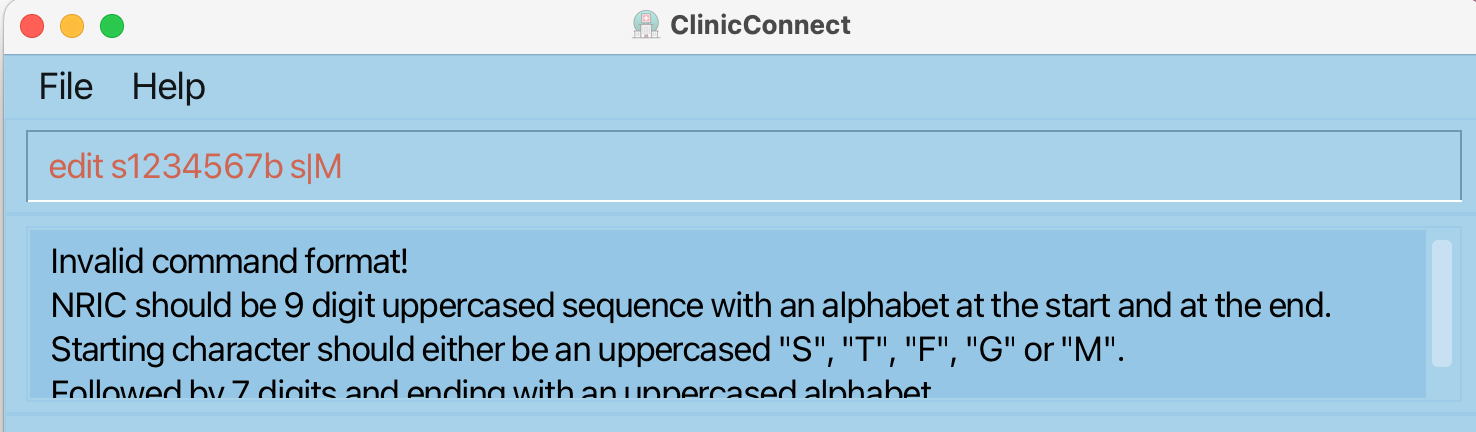 ClinicConnect
File Help
edit s1234567b s|M
Invalid command format!
NRIC should be 9 digit uppercased sequence with an alphabet at the start and at the end.
Starting character should either be an uppercased "S", "T", "F", "G" or "M".
Followed by 7 digits and ending with an uppercased alphabet